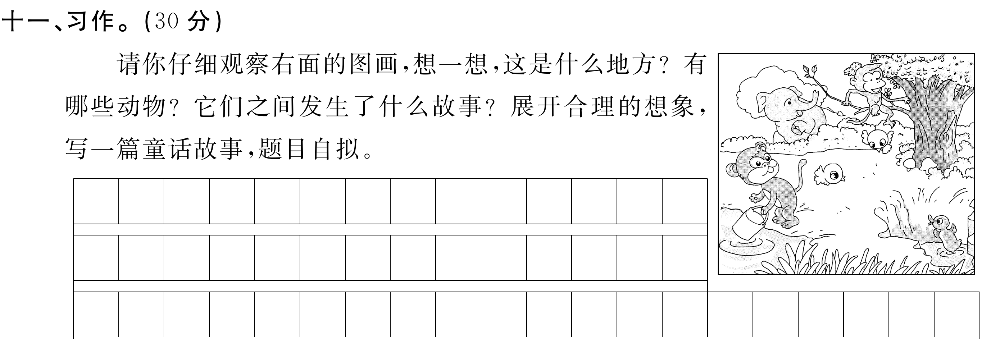 十一、习作。(30 分)
请你仔细观察右面的图画,想一想,这是什么地方? 有
哪些动物? 它们之间发生了什么故事? 展开合理的想象,
写一篇童话故事,题目自拟。